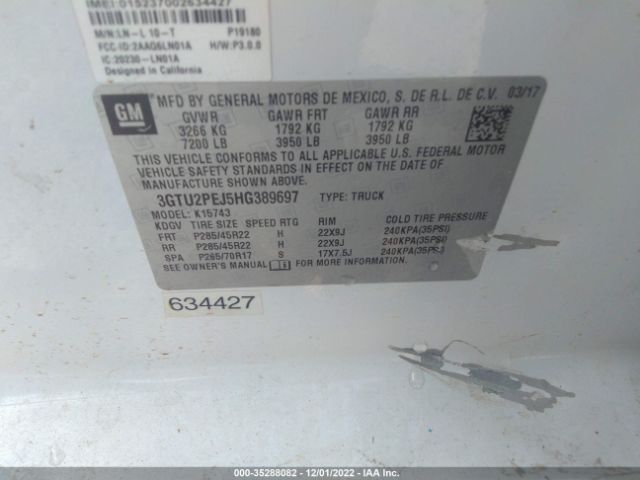 IMEI:015237002634427
M/N:LN-L 10-T P19180
FCC-ID:2AAQ6LN01A H/W:P3.0.0
IC:20230-LN01A
Designed in California
GM
MFD BY GENERAL MOTORS DE MEXICO, S. DE R.L. DE C.V. 03/17
GVWR GAWR FRT GAWR RR
3266 KG 1792 KG 1792 KG
7200 LB 3950 LB 3950 LB
THIS VEHICLE CONFORMS TO ALL APPLICABLE U.S. FEDERAL MOTOR
VEHICLE SAFETY STANDARDS IN EFFECT ON THE DATE OF
MANUFACTURE SHOWN ABOVE.
3GTU2PEJ5HG389697 TYPE: TRUCK
MODEL: K15743
KDGV TIRE SIZE SPEED RTG RIM COLD TIRE PRESSURE
FRT P285/45R22 H 22X9J 240KPA(35PSI)
RR P285/45R22 H 22X9J 240KPA(35PSI)
SPA P265/70R17 S 17X7.5J 240KPA(35PSI)
SEE OWNER'S MANUAL FOR MORE INFORMATION.
634427
000-35288082 - 12/01/2022 - IAAI.com